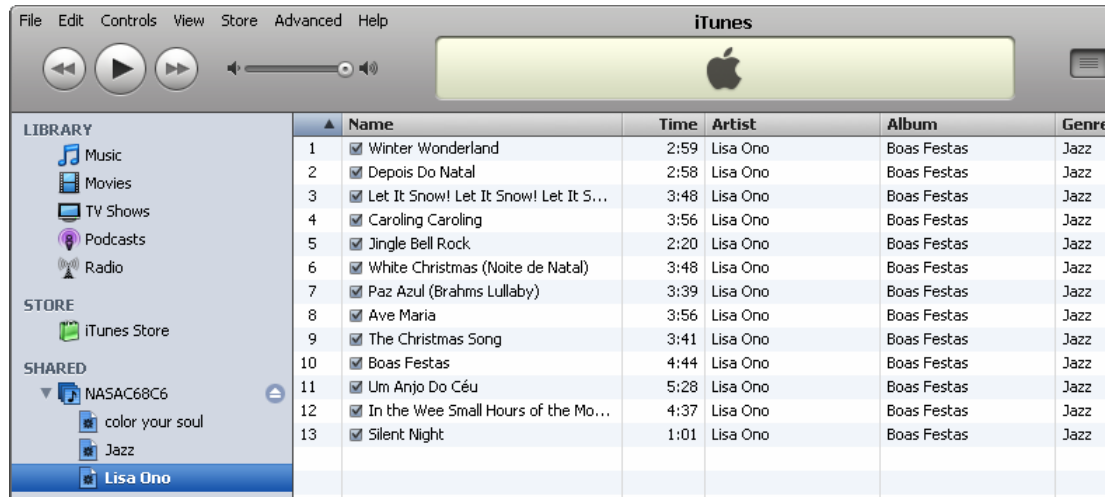 File Edit Controls View Store Advanced Help
iTunes
LIBRARY
Music
Movies
TV Shows
Podcasts
Radio
STORE
iTunes Store
SHARED
NASAC68C6
color your soul
Jazz
Lisa Ono
Name Time Artist Album Genre
1 Winter Wonderland 2:59 Lisa Ono Boas Festas Jazz
2 Depois Do Natal 2:58 Lisa Ono Boas Festas Jazz
3 Let It Snow! Let It Snow! Let It S... 3:48 Lisa Ono Boas Festas Jazz
4 Caroling Caroling 3:56 Lisa Ono Boas Festas Jazz
5 Jingle Bell Rock 2:20 Lisa Ono Boas Festas Jazz
6 White Christmas (Noite de Natal) 3:48 Lisa Ono Boas Festas Jazz
7 Paz Azul (Brahms Lullaby) 3:39 Lisa Ono Boas Festas Jazz
8 Ave Maria 3:56 Lisa Ono Boas Festas Jazz
9 The Christmas Song 3:41 Lisa Ono Boas Festas Jazz
10 Boas Festas 4:44 Lisa Ono Boas Festas Jazz
11 Um Anjo Do Céu 5:28 Lisa Ono Boas Festas Jazz
12 In the Wee Small Hours of the Mo... 4:37 Lisa Ono Boas Festas Jazz
13 Silent Night 1:01 Lisa Ono Boas Festas Jazz